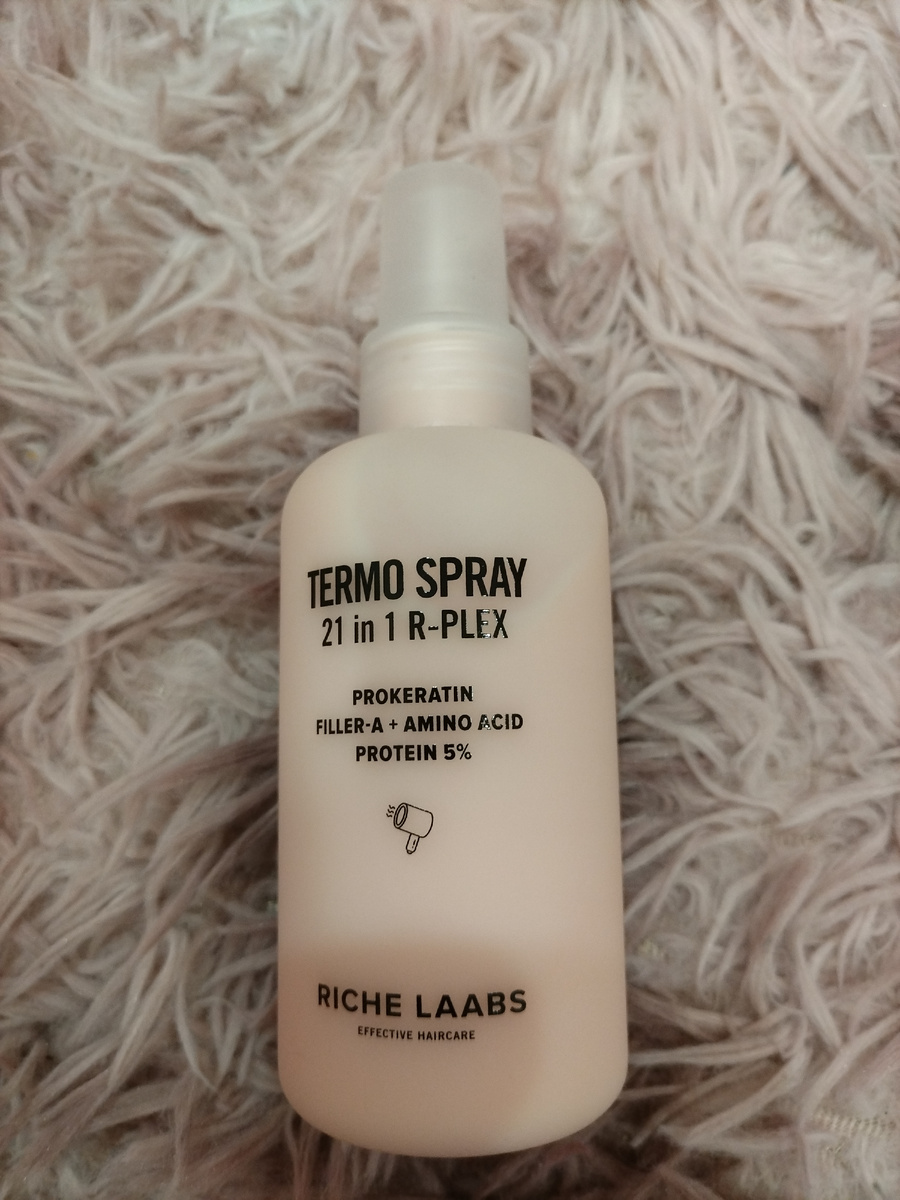 TERMO SPRAY
21 in 1 R-PLEX
PROKERATIN
FILLER-A + AMINO ACID
PROTEIN 5%
RICHE LAABS
EFFECTIVE HAIRCARE